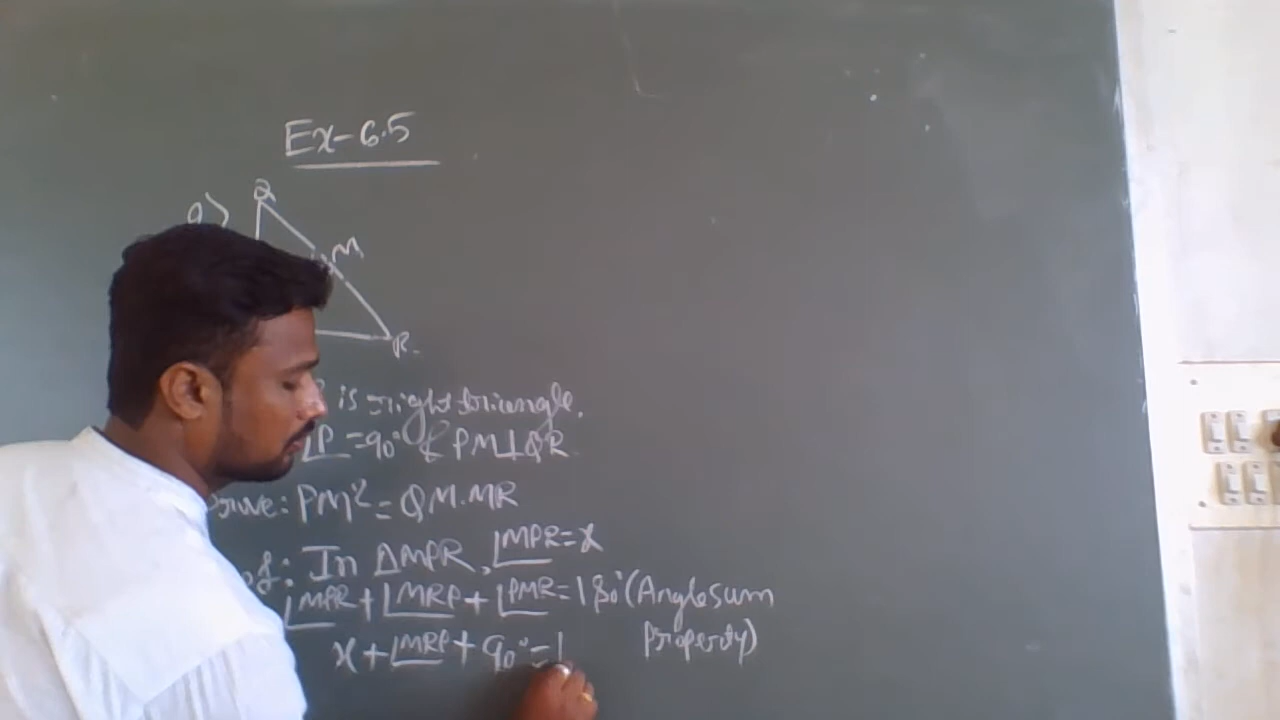 Ex-6.5
Q
M
R.
is right triangle.
∠P=90° & PM⊥QR.
PM²=QM.MR
In ΔMPR, ∠MPR=x
∠MPR+∠MRP+∠PMR=180° (Angle sum
property)
x+∠MRP+90°=1